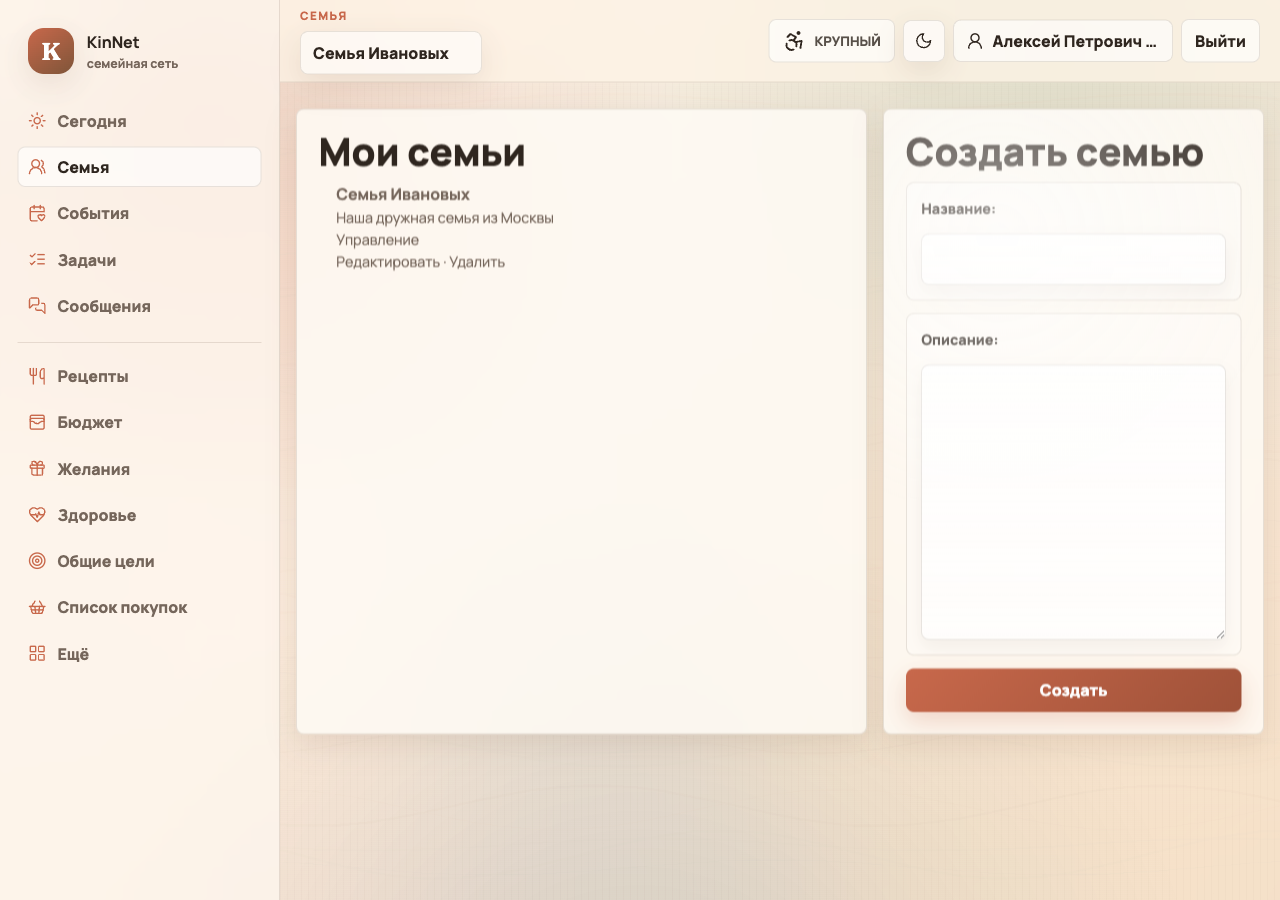 K
KinNet
семейная сеть
Сегодня
Семья
События
Задачи
Сообщения
Рецепты
Бюджет
Желания
Здоровье
Общие цели
Список покупок
Ещё
СЕМЬЯ
Семья Ивановых
КРУПНЫЙ
Алексей Петрович ...
Выйти
Мои семьи
Семья Ивановых
Наша дружная семья из Москвы
Управление
Редактировать · Удалить
Создать семью
Название:
Описание:
Создать